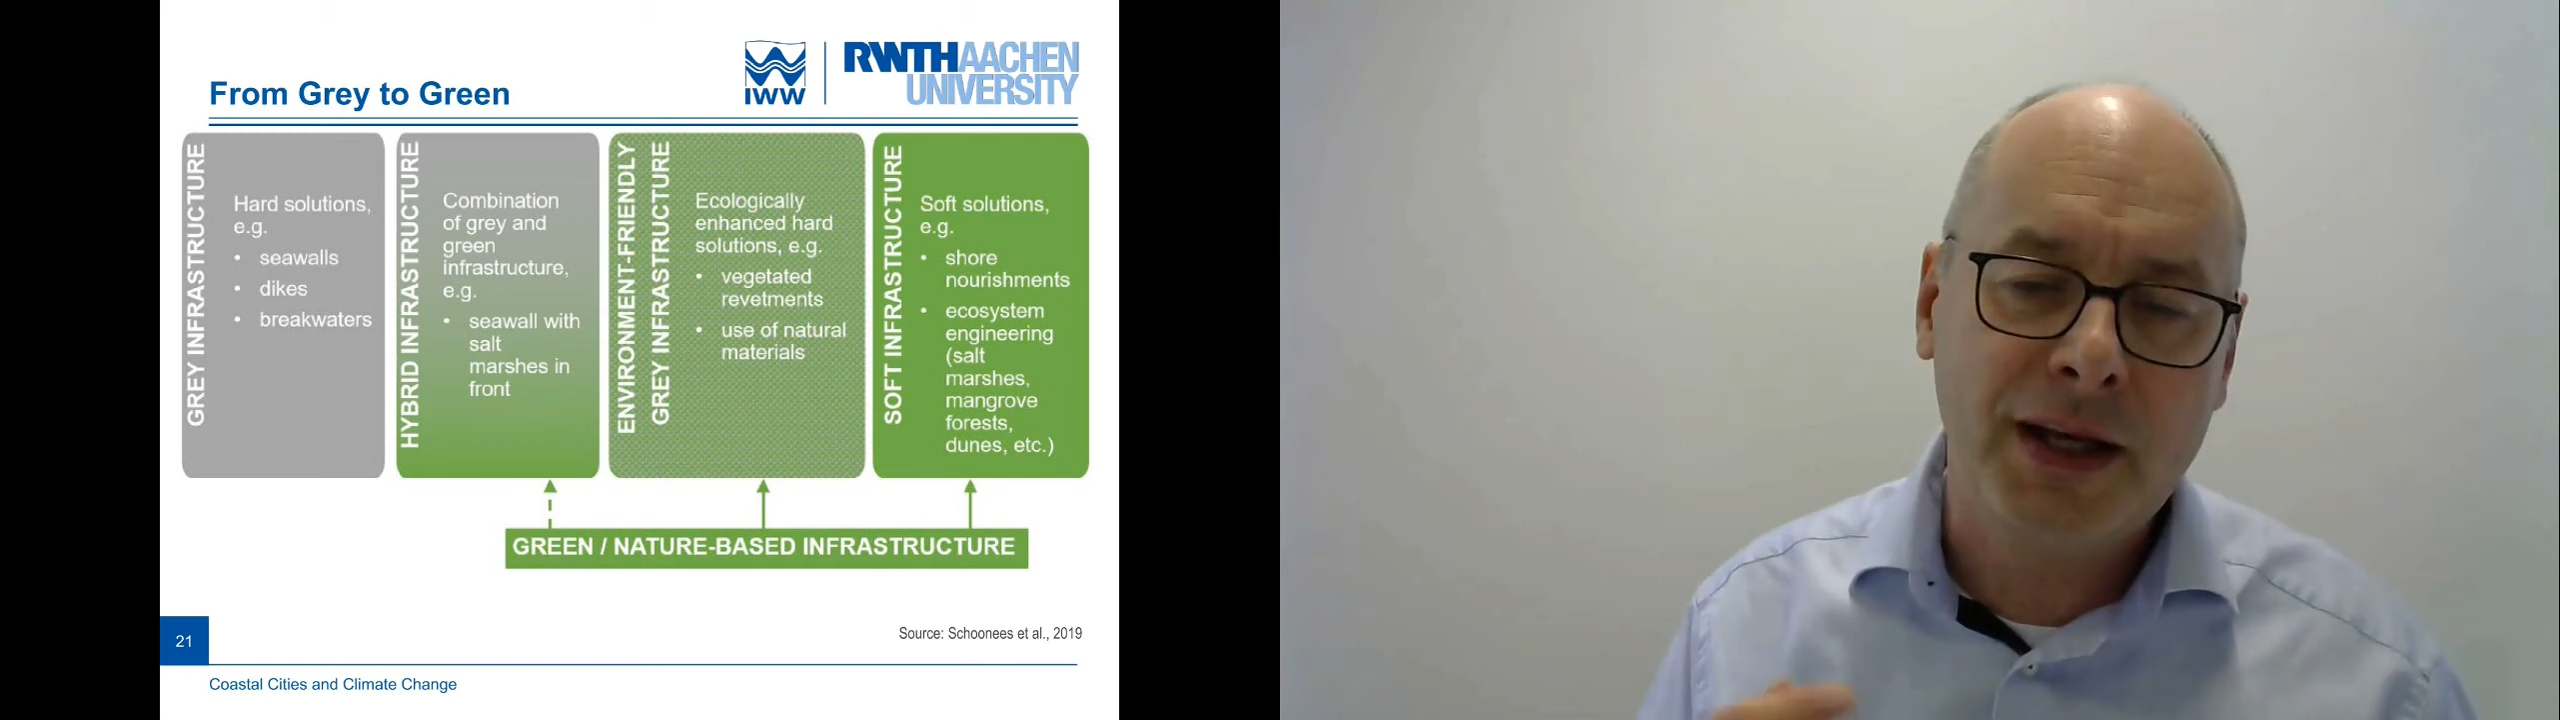 From Grey to Green
IWW
RWTHAACHEN
UNIVERSITY
GREY INFRASTRUCTURE
Hard solutions,
e.g.
• seawalls
• dikes
• breakwaters
HYBRID INFRASTRUCTURE
Combination
of grey and
green
infrastructure,
e.g.
• seawall with
salt
marshes in
front
ENVIRONMENT-FRIENDLY
GREY INFRASTRUCTURE
Ecologically
enhanced hard
solutions, e.g.
• vegetated
revetments
• use of natural
materials
SOFT INFRASTRUCTURE
Soft solutions,
e.g.
• shore
nourishments
• ecosystem
engineering
(salt
marshes,
mangrove
forests,
dunes, etc.)
GREEN / NATURE-BASED INFRASTRUCTURE
Source: Schoonees et al., 2019
21
Coastal Cities and Climate Change